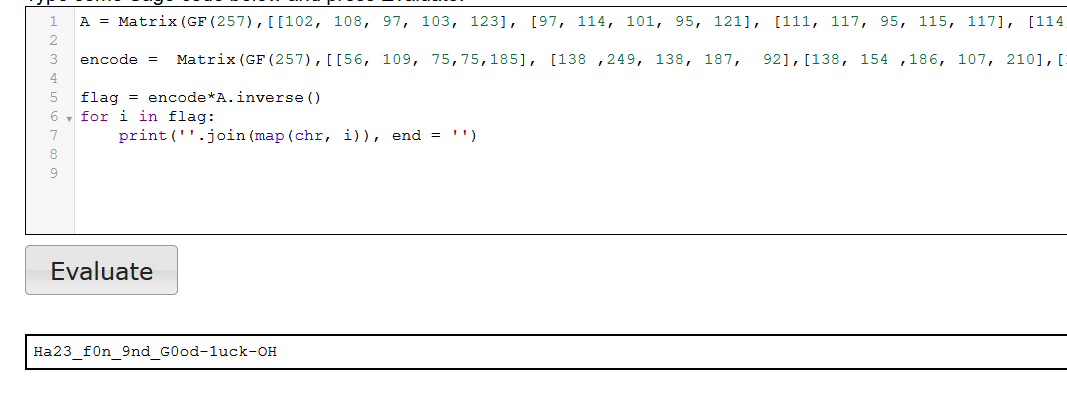 Type some Sage code below and press Evaluate.
1 A = Matrix(GF(257),[[102, 108, 97, 103, 123], [97, 114, 101, 95, 121], [111, 117, 95, 115, 117], [114
2
3 encode =  Matrix(GF(257),[[56, 109, 75,75,185], [138 ,249, 138, 187,  92],[138, 154 ,186, 107, 210],[
4
5 flag = encode*A.inverse()
6 for i in flag:
7     print(''.join(map(chr, i)), end = '')
8
9
Evaluate
Ha23_f0n_9nd_G0od-1uck-OH